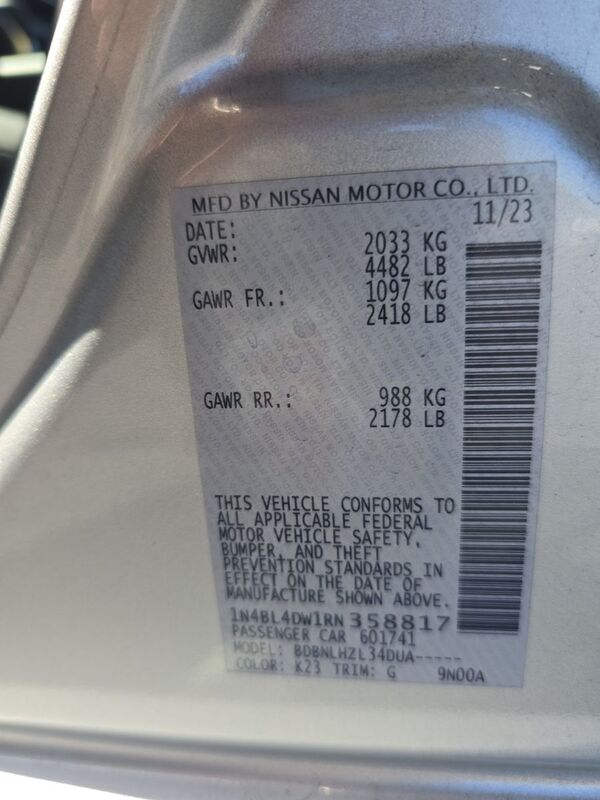 MFD BY NISSAN MOTOR CO., LTD.
DATE: 11/23
GVWR: 2033 KG
4482 LB
GAWR FR.: 1097 KG
2418 LB
GAWR RR.: 988 KG
2178 LB
THIS VEHICLE CONFORMS TO
ALL APPLICABLE FEDERAL
MOTOR VEHICLE SAFETY,
BUMPER, AND THEFT
PREVENTION STANDARDS IN
EFFECT ON THE DATE OF
MANUFACTURE SHOWN ABOVE.
1N4BL4DW1RN358817
PASSENGER CAR 601741
MODEL: BDBNLHZL34DUA-----
COLOR: K23 TRIM: G 9N00A